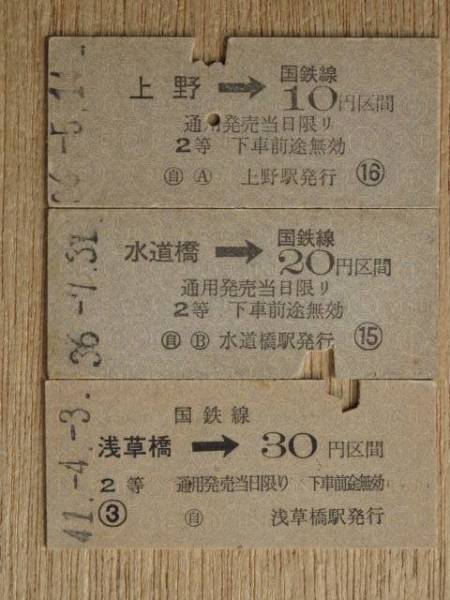 上野 → 国鉄線 10円区間
通用発売当日限り
2等 下車前途無効
自 A 上野駅発行 16
36-7.31
水道橋 → 国鉄線 20円区間
通用発売当日限り
2等 下車前途無効
自 B 水道橋駅発行 15
41.-4.-3.
国鉄線
浅草橋 → 30円区間
2等 通用発売当日限り 下車前途無効
3 自 浅草橋駅発行